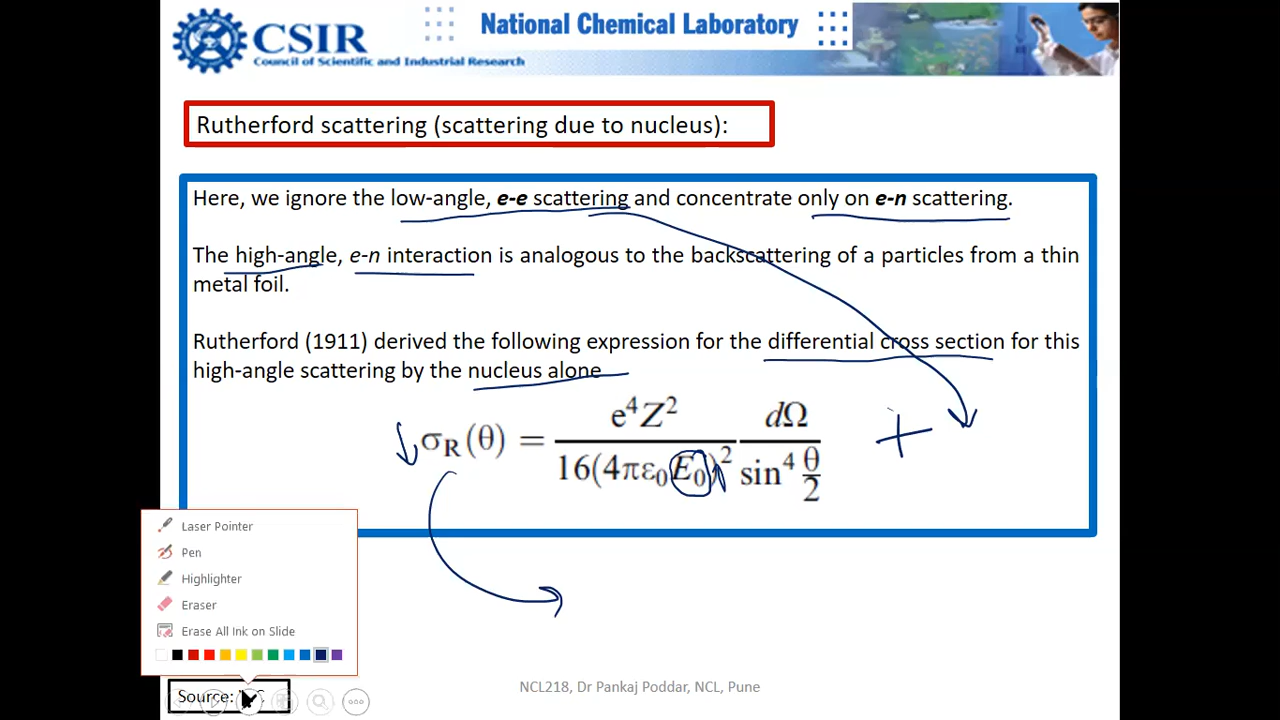 CSIR
Council of Scientific and Industrial Research
National Chemical Laboratory
Rutherford scattering (scattering due to nucleus):
Here, we ignore the low-angle, e-e scattering and concentrate only on e-n scattering.
The high-angle, e-n interaction is analogous to the backscattering of a particles from a thin
metal foil.
Rutherford (1911) derived the following expression for the differential cross section for this
high-angle scattering by the nucleus alone
σR(θ) = e⁴Z² / 16(4πε₀E₀)² dΩ / sin⁴ θ/2 +
Laser Pointer
Pen
Highlighter
Eraser
Erase All Ink on Slide
Source:
NCL218, Dr Pankaj Poddar, NCL, Pune